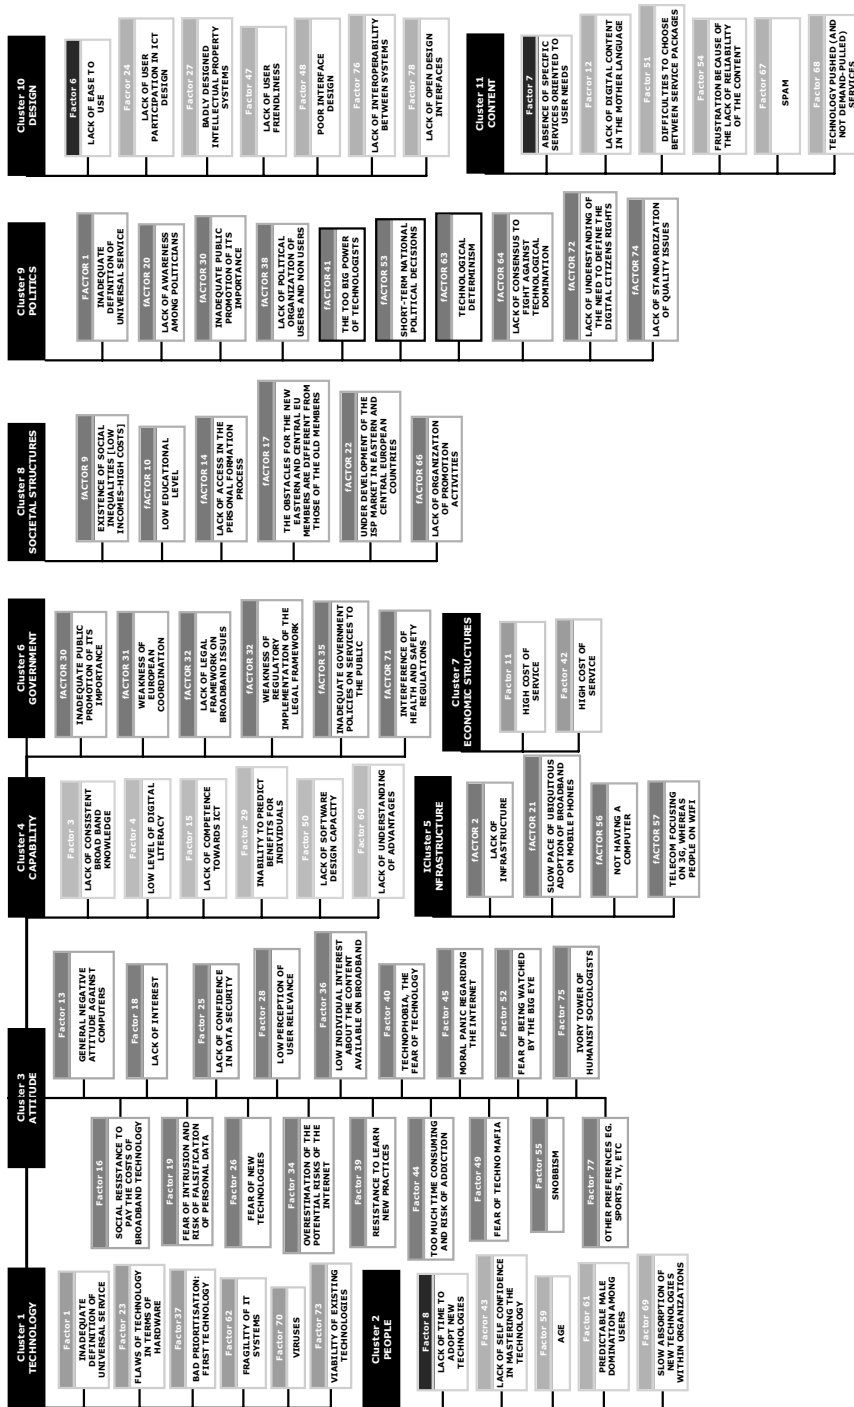 Cluster 1
TECHNOLOGY
Factor 1
INADEQUATE
DEFINITION OF
UNIVERSAL SERVICE
Factor 23
FLAWS OF TECHNOLOGY
IN TERMS OF
HARDWARE
Factor37
BAD PRIORITISATION:
FIRST TECHNOLOGY
Factor 62
FRAGILITY OF IT
SYSTEMS
Factor 70
VIRUSES
Factor 73
VIABILITY OF EXISTING
TECHNOLOGIES
Cluster 2
PEOPLE
Factor 8
LACK OF TIME TO
ADOPT NEW
TECHNOLOGIES
Facror 43
LACK OF SELF CONFIDENCE
IN MASTERING THE
TECHNOLOGY
Factor 59
AGE
Factor 61
PREDICTABLE MALE
DOMINATION AMONG
USERS
Factor 69
SLOW ABSORPTION OF
NEW TECHNOLOGIES
WITHIN ORGANIZATIONS
Cluster 3
ATTITUDE
Factor 16
SOCIAL RESISTANCE TO
PAY THE COSTS OF
BROADBAND TECHNOLOGY
Factor 19
FEAR OF INTRUSION AND
RISK OF FALSIFICATION
OF PERSONAL DATA
Factor 26
FEAR OF NEW
TECHNOLOGIES
Factor 34
OVERESTIMATION OF THE
POTENTIAL RISKS OF THE
INTERNET
Factor 39
RESISTANCE TO LEARN
NEW PRACTICES
Factor 44
TOO MUCH TIME CONSUMING
AND RISK OF ADDICTION
Factor 49
FEAR OF TECHNO MAFIA
Factor 55
SNOBBISM
Factor 77
OTHER PREFERENCES EG.
SPORTS, TV, ETC
Factor 13
GENERAL NEGATIVE
ATTITUDE AGAINST
COMPUTERS
Factor 18
LACK OF INTEREST
Factor 25
LACK OF CONFIDENCE
IN DATA SECURITY
Factor 28
LOW PERCEPTION OF
USER RELEVANCE
Factor 36
LOW INDIVIDUAL INTEREST
ABOUT THE CONTENT
AVAILABLE ON BROADBAND
Factor 40
TECHNOPHOBIA, THE
FEAR OF TECHNOLOGY
Factor 45
MORAL PANIC REGARDING
THE INTERNET
Factor 52
FEAR OF BEING WATCHED
BY THE BIG EYE
Factor 75
IVORY TOWER OF
HUMANIST SOCIOLOGISTS
Cluster 4
CAPABILITY
Factor 3
LACK OF CONSISTENT
BROAD BAND
KNOWLEDGE
Factor 4
LOW LEVEL OF DIGITAL
LITERACY
Factor 15
LACK OF COMPETENCE
TOWARDS ICT
Factor 29
INABILITY TO PREDICT
BENEFITS FOR
INDIVIDUALS
Factor 50
LACK OF SOFTWARE
DESIGN CAPACITY
Factor 60
LACK OF UNDERSTANDING
OF ADVANTAGES
ICluster 5
NFRASTRUCTURE
fACTOR 2
LACK OF
INFRASTRUCTURE
fACTOR 21
SLOW PACE OF UBIQUITOUS
ADOPTION OF BROADBAND
ON MOBILE PHONES
fACTOR 56
NOT HAVING A
COMPUTER
fACTOR 57
TELECOM FOCUSING
ON 3G, WHEREAS
PEOPLE ON WIFI
Cluster 6
GOVERNMENT
fACTOR 30
INADEQUATE PUBLIC
PROMOTION OF ITS
IMPORTANCE
fACTOR 31
WEAKNESS OF
EUROPEAN
COORDINATION
fACTOR 32
LACK OF LEGAL
FRAMEWORK ON
BROADBAND ISSUES
fACTOR 32
WEAKNESS OF
REGULATORY
IMPLEMENTATION OF THE
LEGAL FRAMEWORK
fACTOR 35
INADEQUATE GOVERNMENT
POLICIES ON SERVICES TO
THE PUBLIC
fACTOR 71
INTERFERENCE OF
HEALTH AND SAFETY
REGULATIONS
Cluster 7
ECONOMIC STRUCTURES
Factor 11
HIGH COST OF
SERVICE
Factor 42
HIGH COST OF
SERVICE
Cluster 8
SOCIETAL STRUCTURES
fACTOR 9
EXISTENCE OF SOCIAL
INEQUALITIES [LOW
INCOMES-HIGH COSTS]
fACTOR 10
LOW EDUCATIONAL
LEVEL
fACTOR 14
LACK OF ACCESS IN THE
PERSONAL FORMATION
PROCESS
fACTOR 17
THE OBSTACLES FOR THE NEW
EASTERN AND CENTRAL EU
MEMBERS ARE DIFFERENT FROM
THOSE OF THE OLD MEMBERS
fACTOR 22
UNDER DEVELOPMENT OF THE
ISP MARKET IN EASTERN AND
CENTRAL EUROPEAN
COUNTRIES
fACTOR 66
LACK OF ORGANIZATION
OF PROMOTION
ACTIVITIES
Cluster 9
POLITICS
fACTOR 1
INADEQUATE
DEFINITION OF
UNIVERSAL SERVICE
fACTOR 20
LACK OF AWARENESS
AMONG POLITICIANS
fACTOR 30
INADEQUATE PUBLIC
PROMOTION OF ITS
IMPORTANCE
fACTOR 38
LACK OF POLITICAL
ORGANIZATION OF
USERS AND NON USERS
fACTOR 41
THE TOO BIG POWER
OF TECHNOLOGISTS
fACTOR 53
SHORT-TERM NATIONAL
POLITICAL DECISIONS
fACTOR 63
TECHNOLOGICAL
DETERMINISM
fACTOR 64
LACK OF CONSENSUS TO
FIGHT AGAINST
TECHNOLOGICAL
DOMINATION
fACTOR 72
LACK OF UNDERSTANDING OF
THE NEED TO DEFINE THE
DIGITAL CITIZENS RIGHTS
fACTOR 74
LACK OF STANDARDIZATION
OF QUALITY ISSUES
Cluster 10
DESIGN
Factor 6
LACK OF EASE TO
USE
Facror 24
LACK OF USER
PARTICIPATION IN ICT
DESIGN
Factor 27
BADLY DESIGNED
INTELLECTUAL PROPERTY
SYSTEMS
Factor 47
LACK OF USER
FRIENDLINESS
Factor 48
POOR INTERFACE
DESIGN
Factor 76
LACK OF INTEROPERABILITY
BETWEEN SYSTEMS
Factor 78
LACK OF OPEN DESIGN
INTERFACES
Cluster 11
CONTENT
Factor 7
ABSENCE OF SPECIFIC
SERVICES ORIENTED TO
USER NEEDS
Facror 12
LACK OF DIGITAL CONTENT
IN THE MOTHER LANGUAGE
Factor 51
DIFFICULTIES TO CHOOSE
BETWEEN SERVICE PACKAGES
Factor 54
FRUSTRATION BECAUSE OF
THE LACK OF RELIABILITY
OF THE CONTENT
Factor 67
SPAM
Factor 68
TECHNOLOGY PUSHED (AND
NOT DEMAND-PULLED)
SERVICES